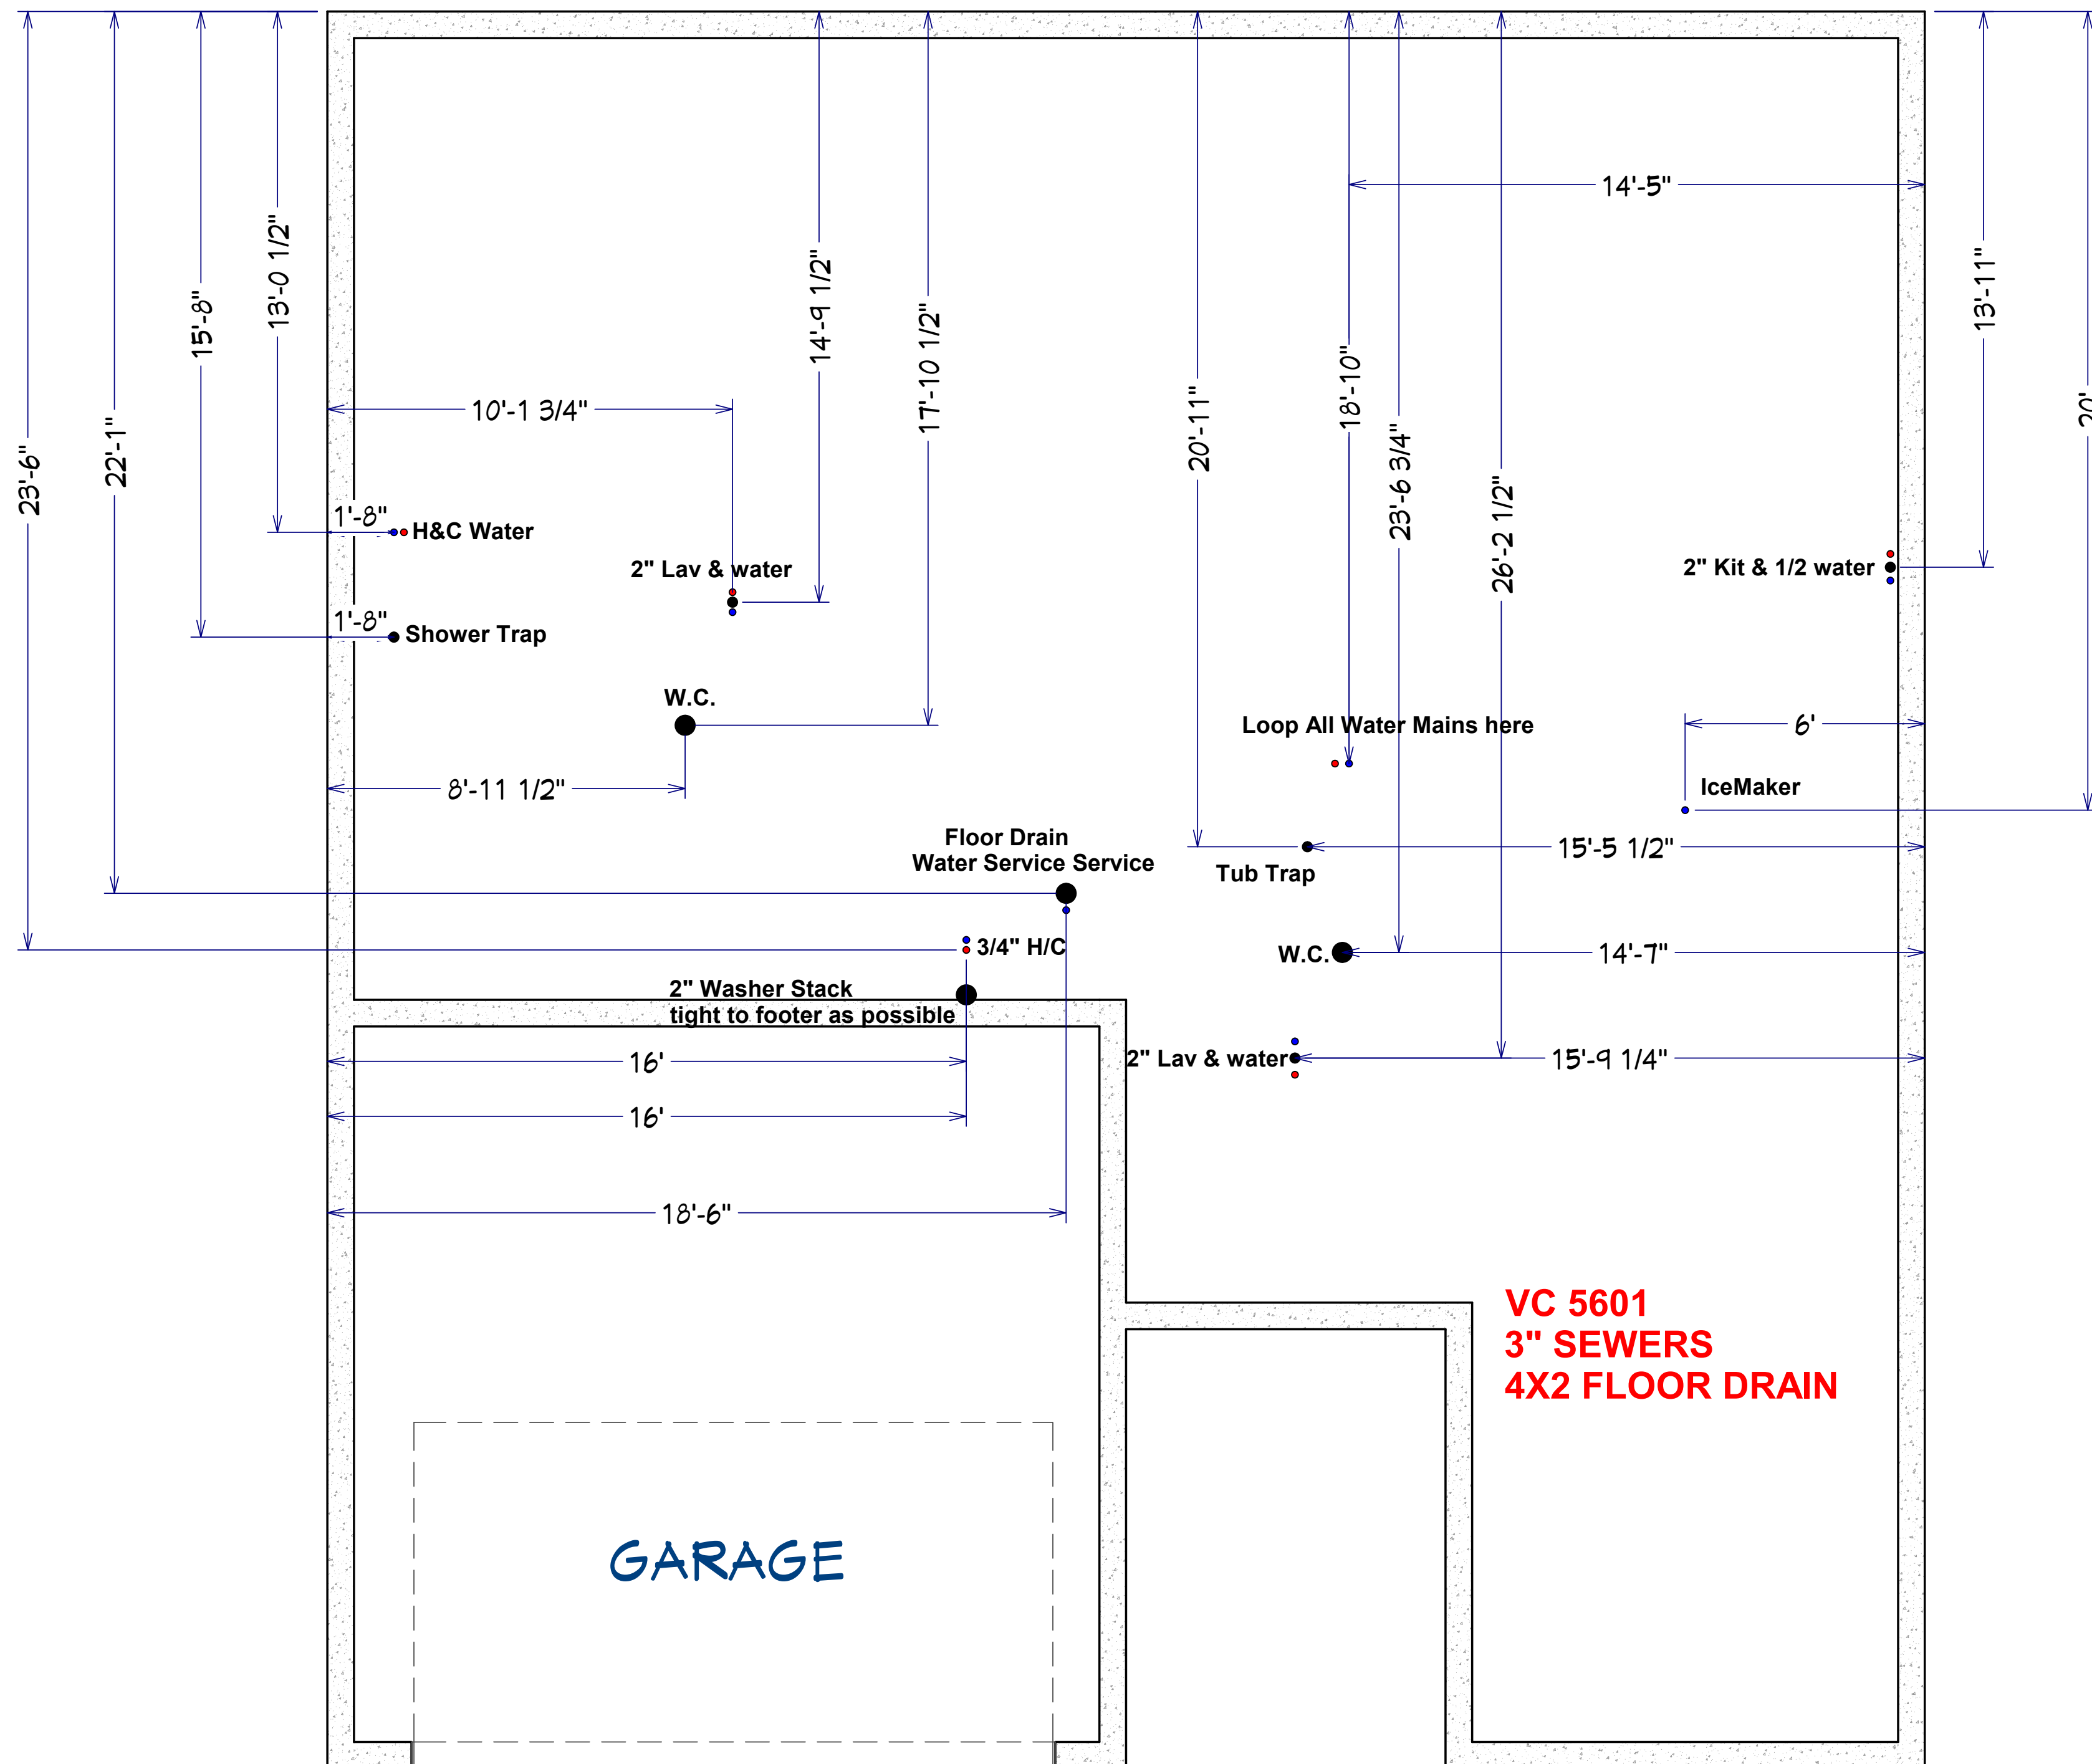 14'-5"
13'-0 1/2"
13'-11"
14'-9 1/2"
15'-8"
17'-10 1/2"
18'-10"
20'-11"
20'
10'-1 3/4"
22'-1"
23'-6"
23'-6 3/4"
26'-2 1/2"
1'-8"
H&C Water
2" Lav & water
2" Kit & 1/2 water
1'-8"
Shower Trap
W.C.
Loop All Water Mains here
6'
8'-11 1/2"
IceMaker
Floor Drain
Water Service Service
15'-5 1/2"
Tub Trap
3/4" H/C
W.C.
14'-7"
2" Washer Stack
tight to footer as possible
16'
2" Lav & water
15'-9 1/4"
16'
18'-6"
VC 5601
3" SEWERS
4X2 FLOOR DRAIN
GARAGE